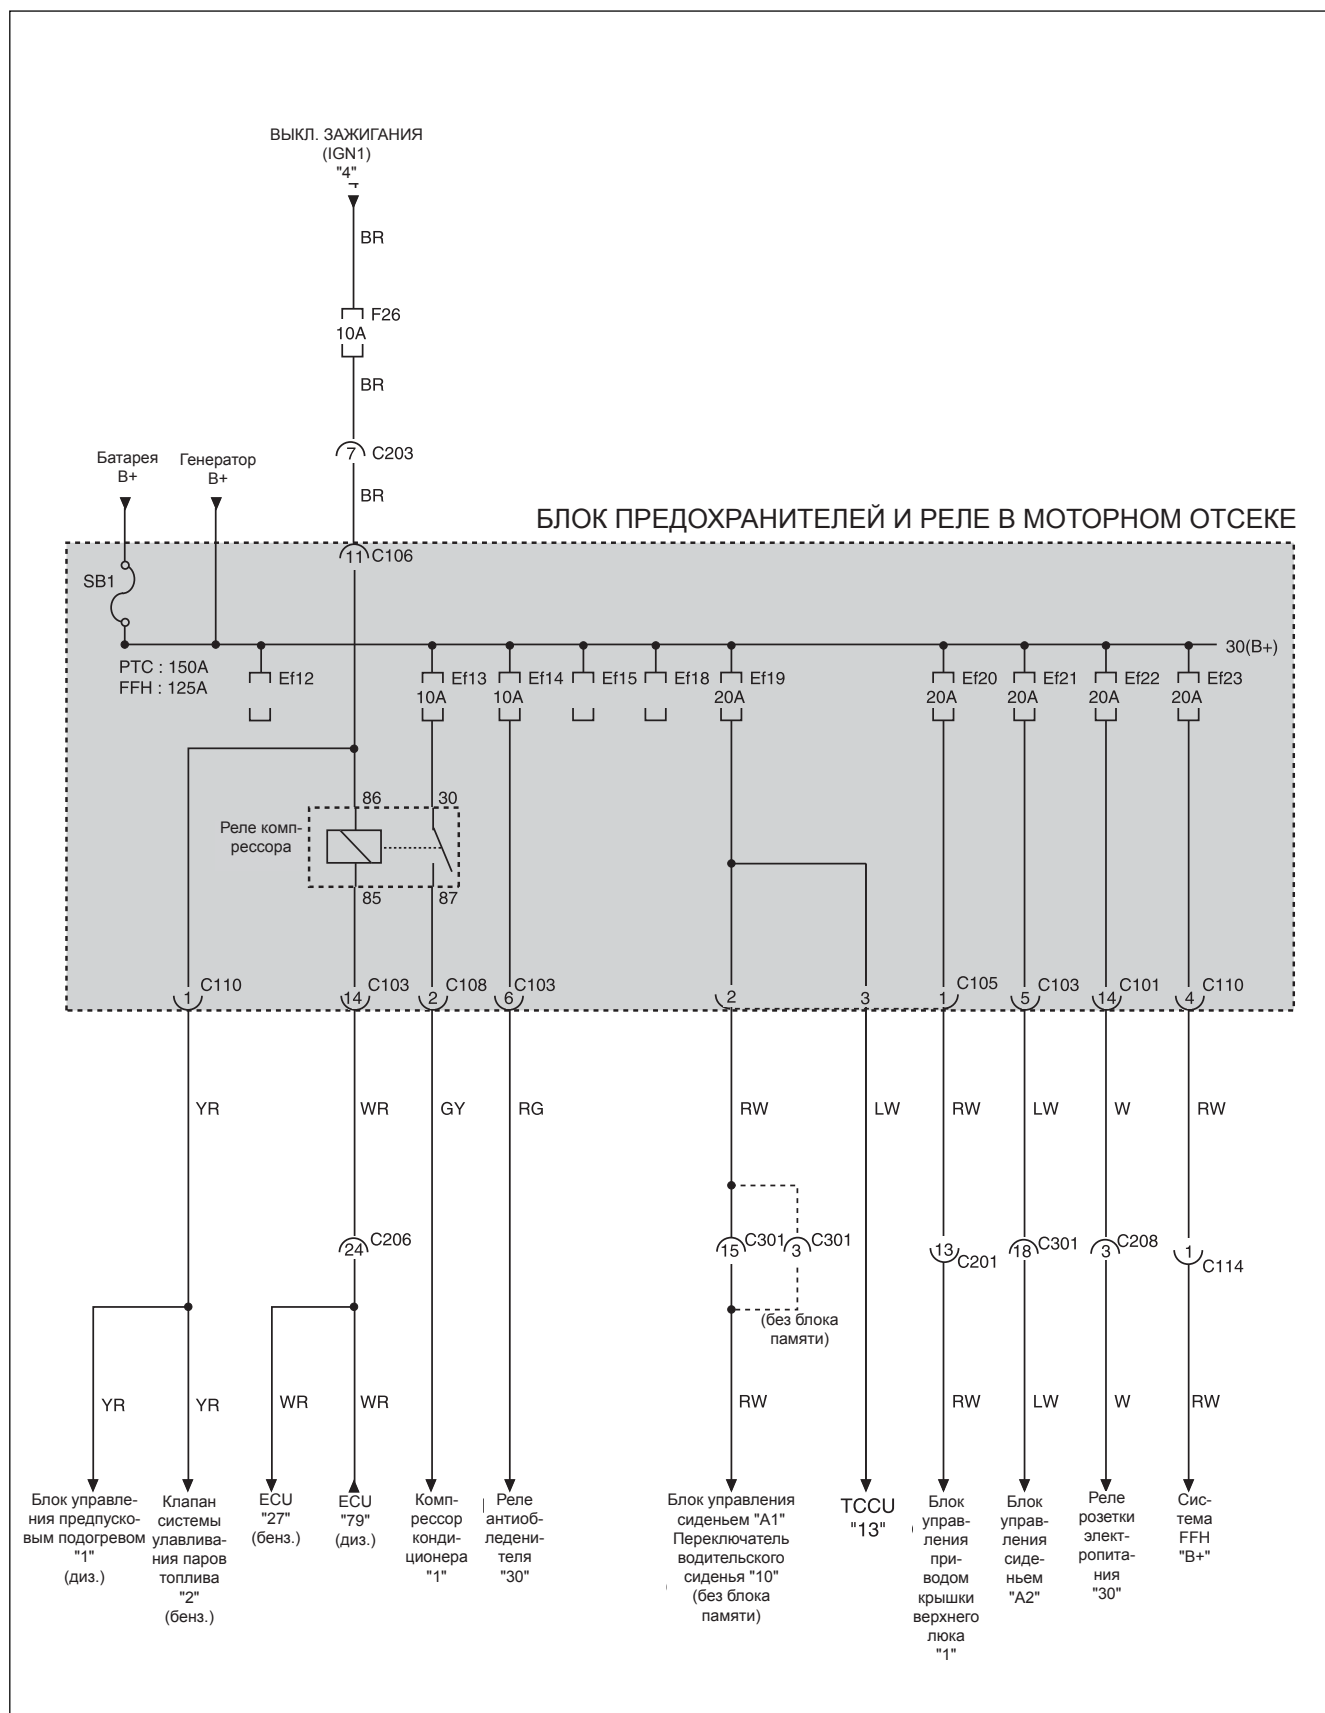 ВЫКЛ. ЗАЖИГАНИЯ
(IGN1)
"4"
BR
F26
10A
BR
7 C203
Батарея
B+
Генератор
B+
BR
БЛОК ПРЕДОХРАНИТЕЛЕЙ И РЕЛЕ В МОТОРНОМ ОТСЕКЕ
11 C106
SB1
30(B+)
PTC : 150A
FFH : 125A
Ef12 Ef13 Ef14 Ef15 Ef18 Ef19 Ef20 Ef21 Ef22 Ef23
10A 10A 20A 20A 20A 20A 20A
86 30
Реле комп-
рессора
85 87
C110 C103 C108 C103 C105 C103 C101 C110
1 14 2 6 2 3 1 5 14 4
YR WR GY RG RW LW RW LW W RW
24 C206
15 C301
3 C301
13 C201
18 C301
3 C208
1 C114
(без блока
памяти)
YR YR WR WR RW RW LW W RW
Блок управле-
ния предпуско-
вым подогревом
"1"
(диз.)
Клапан
системы
улавлива-
ния паров
топлива
"2"
(бенз.)
ECU
"27"
(бенз.)
ECU
"79"
(диз.)
Комп-
рессор
конди-
ционера
"1"
Реле
антиоб-
ледени-
теля
"30"
Блок управления
сиденьем "A1"
Переключатель
водительского
сиденья "10"
(без блока
памяти)
TCCU
"13"
Блок
управ-
ления
при-
водом
крышки
верхнего
люка
"1"
Блок
управ-
ления
сиде-
ньем
"A2"
Реле
розетки
элект-
ропита-
ния
"30"
Сис-
тема
FFH
"B+"